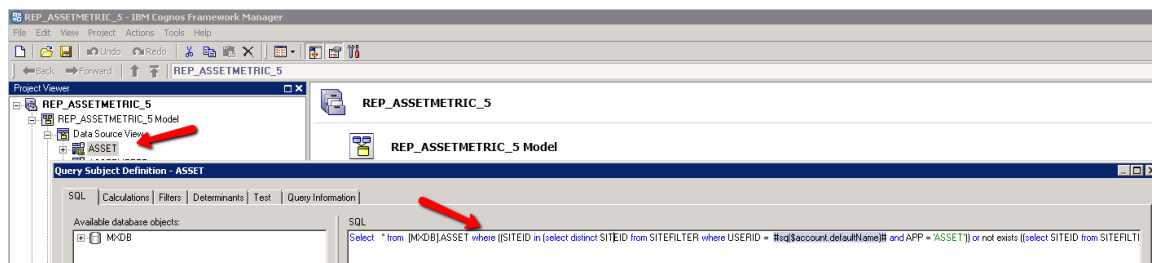 REP_ASSETMETRIC_5 - IBM Cognos Framework Manager
File Edit View Project Actions Tools Help
Undo Redo
Back Forward REP_ASSETMETRIC_5
Project Viewer
REP_ASSETMETRIC_5
REP_ASSETMETRIC_5
REP_ASSETMETRIC_5 Model
Data Source View
REP_ASSETMETRIC_5 Model
ASSET
Query Subject Definition - ASSET
SQL Calculations Filters Determinants Test Query Information
Available database objects: SQL
MXDB Select * from [MXDB].ASSET where ((SITEID in (select distinct SITEID from SITEFILTER where USERID = #sq($account.defaultName)# and APP = 'ASSET')) or not exists ((select SITEID from SITEFILT